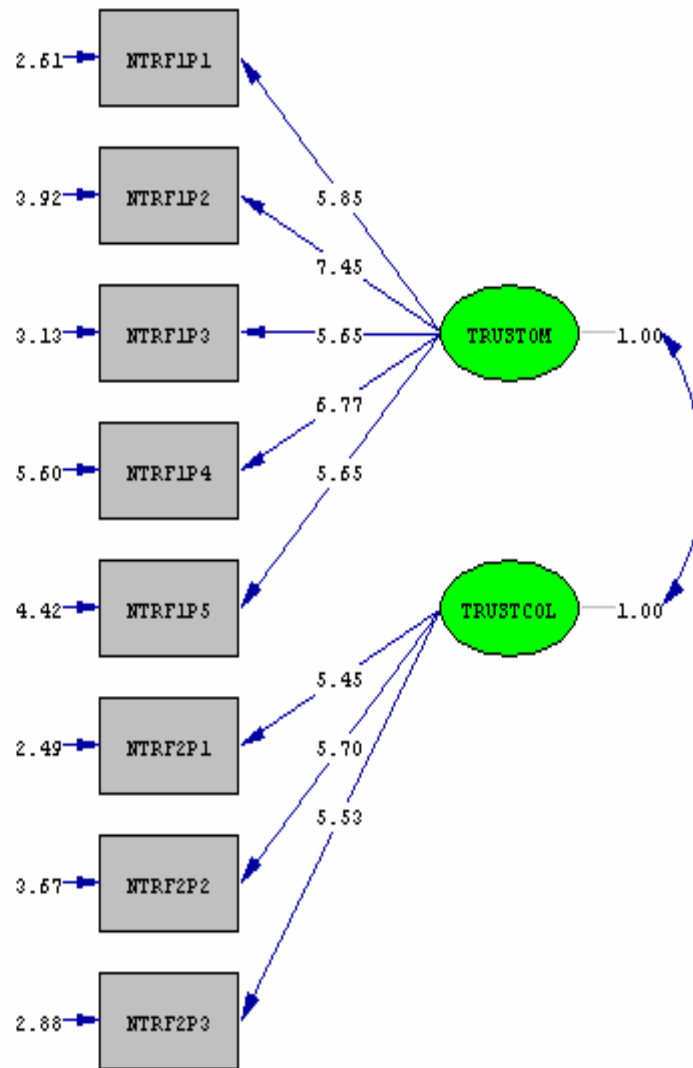 2.61 NTRF1P1
3.92 NTRF1P2 5.85
7.45
3.13 NTRF1P3 5.65 TRUSTOM 1.00
6.77
5.60 NTRF1P4 5.65
4.42 NTRF1P5 TRUSTCOL 1.00
5.45
2.49 NTRF2P1 5.70
5.53
3.67 NTRF2P2
2.88 NTRF2P3